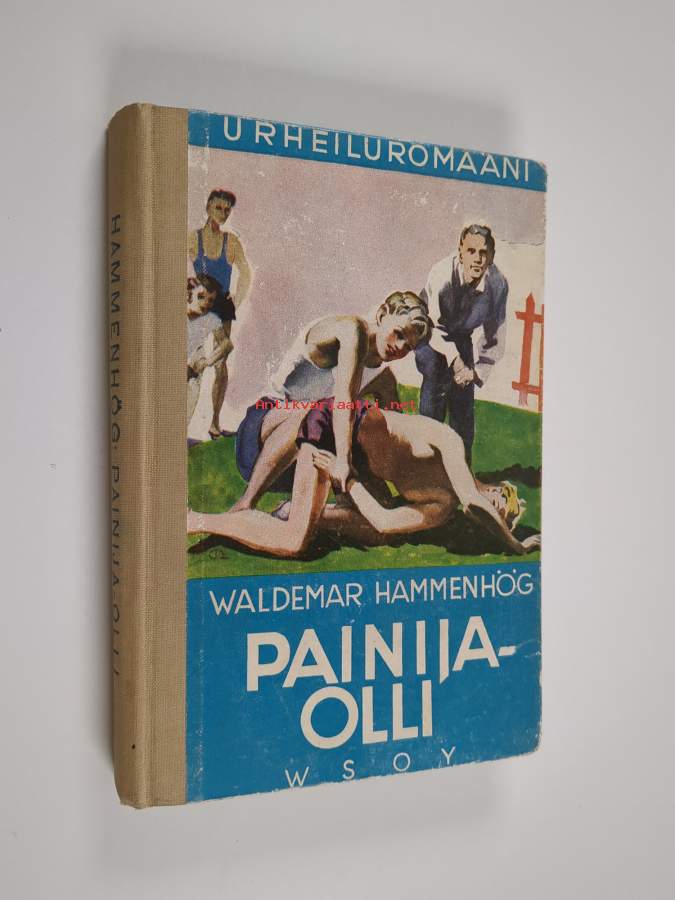 URHEILUROMAANI
HAMMENHÖG: PAINIJA-OLLI
Antikvariaatti.net
WALDEMAR HAMMENHÖG
PAINIJA-
OLLI
WSOY